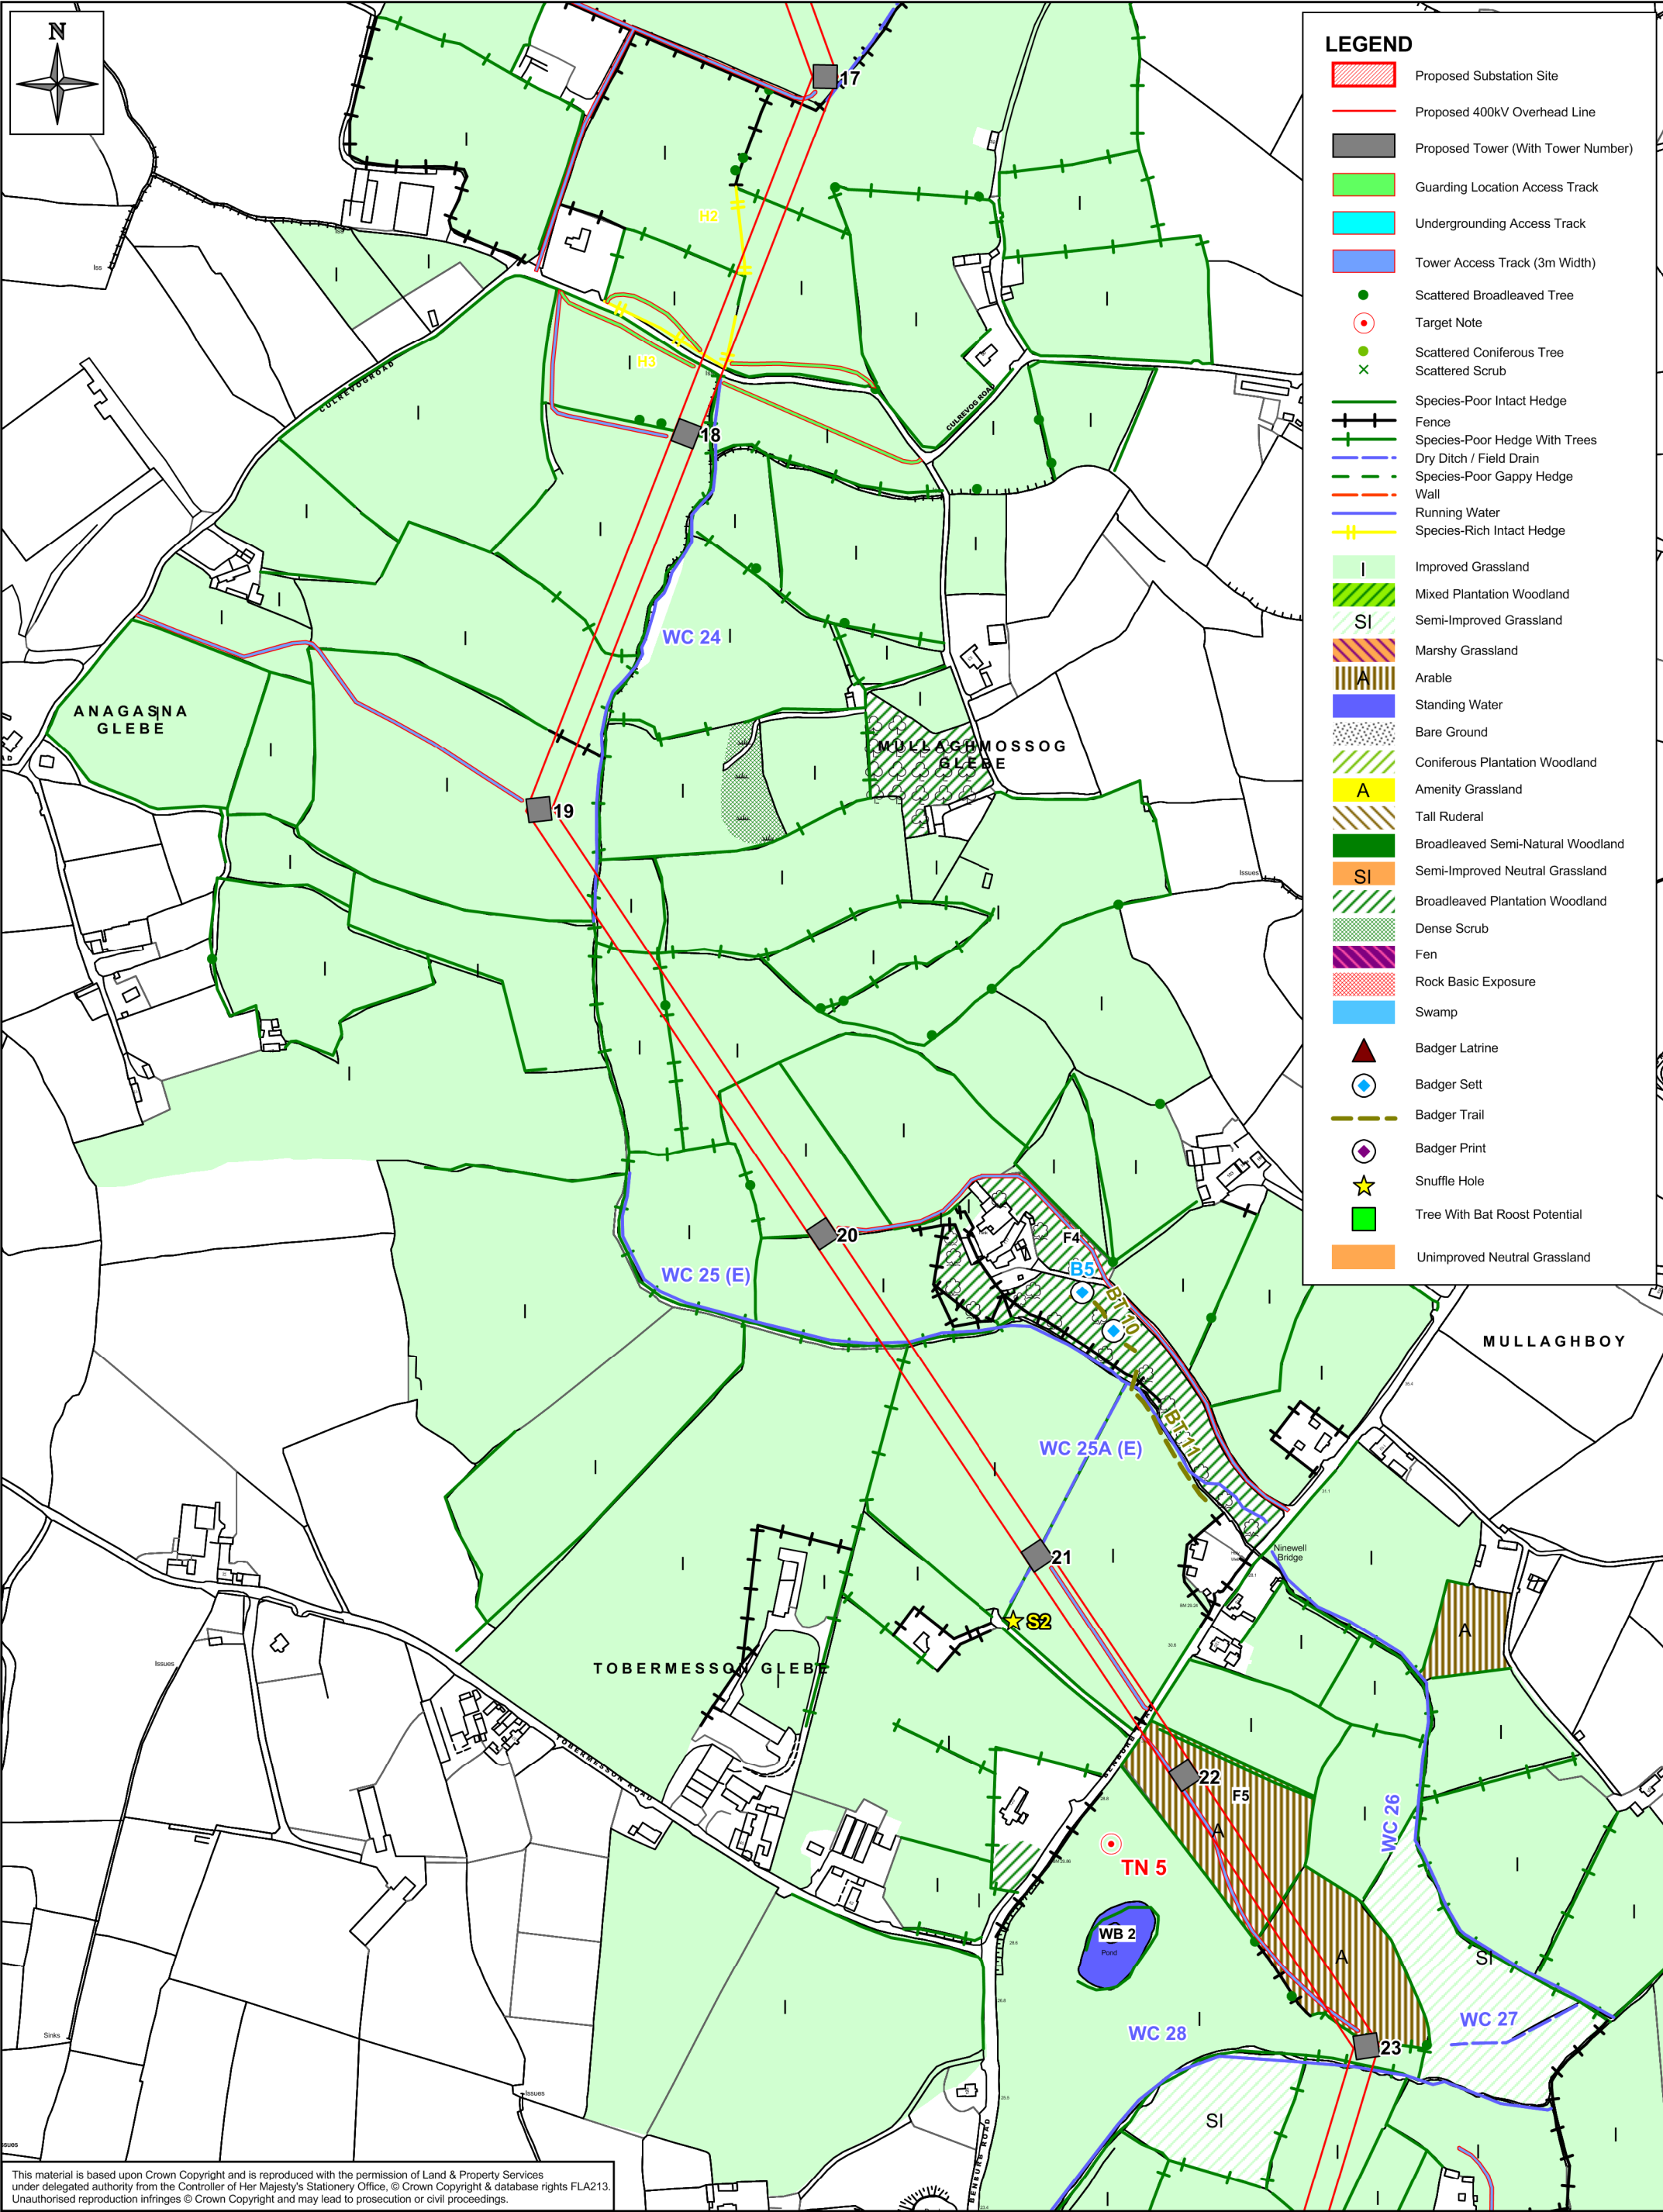 N
LEGEND
Proposed Substation Site
Proposed 400kV Overhead Line
Proposed Tower (With Tower Number)
Guarding Location Access Track
Undergrounding Access Track
Tower Access Track (3m Width)
Scattered Broadleaved Tree
Target Note
Scattered Coniferous Tree
Scattered Scrub
Species-Poor Intact Hedge
Fence
Species-Poor Hedge With Trees
Dry Ditch / Field Drain
Species-Poor Gappy Hedge
Wall
Running Water
Species-Rich Intact Hedge
I Improved Grassland
Mixed Plantation Woodland
SI Semi-Improved Grassland
Marshy Grassland
A Arable
Standing Water
Bare Ground
Coniferous Plantation Woodland
A Amenity Grassland
Tall Ruderal
Broadleaved Semi-Natural Woodland
SI Semi-Improved Neutral Grassland
Broadleaved Plantation Woodland
Dense Scrub
Fen
Rock Basic Exposure
Swamp
Badger Latrine
Badger Sett
Badger Trail
Badger Print
Snuffle Hole
Tree With Bat Roost Potential
Unimproved Neutral Grassland
17
H2
H3
CULREVOG ROAD
CULREVOG ROAD
18
WC 24
ANAGASNA
GLEBE
MULLAGHMOSSOG
GLEBE
19
Issues
20
F4
B5
BT 10
WC 25 (E)
MULLAGHBOY
WC 25A (E)
BT 11
21
Ninewell
Bridge
S2
A
TOBERMESSON GLEBE
Issues
TOBERMESSON ROAD
BENBURB ROAD
22
F5
A
WC 26
TN 5
WB 2
Pond
A
SI
WC 27
WC 28
23
Sinks
Issues
SI
BENBURB ROAD
This material is based upon Crown Copyright and is reproduced with the permission of Land & Property Services
under delegated authority from the Controller of Her Majesty's Stationery Office, © Crown Copyright & database rights FLA213.
Unauthorised reproduction infringes © Crown Copyright and may lead to prosecution or civil proceedings.